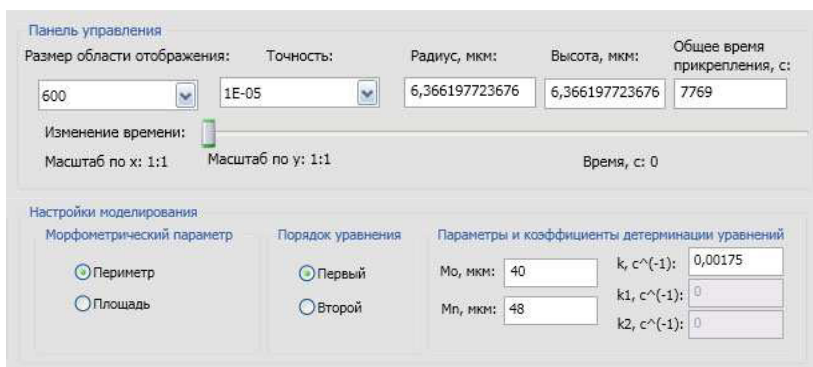 Панель управления
Размер области отображения: Точность: Радиус, мкм: Высота, мкм: Общее время прикрепления, с:
600 1E-05 6,366197723676 6,366197723676 7769
Изменение времени:
Масштаб по x: 1:1 Масштаб по y: 1:1 Время, с: 0
Настройки моделирования
Морфометрический параметр Порядок уравнения Параметры и коэффициенты детерминации уравнений
Периметр Первый Mo, мкм: 40 k, c^(-1): 0,00175
Площадь Второй Mn, мкм: 48 k1, c^(-1): 0
k2, c^(-1): 0